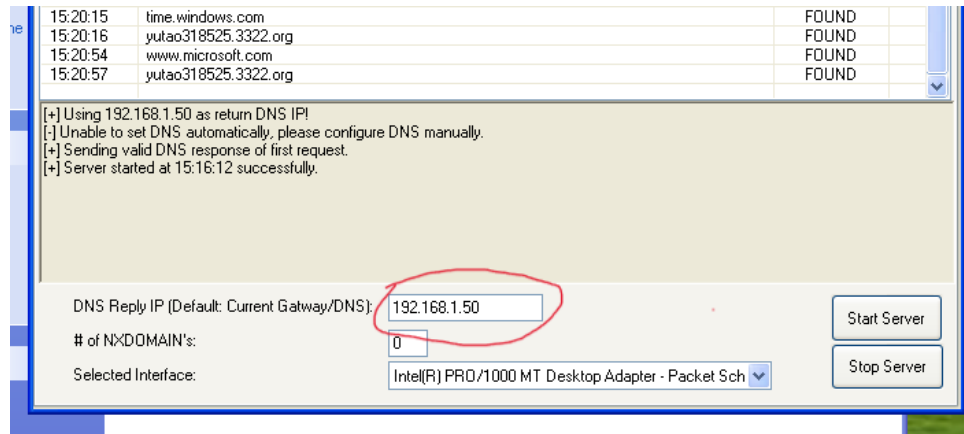 ne
15:20:15 time.windows.com FOUND
15:20:16 yutao318525.3322.org FOUND
15:20:54 www.microsoft.com FOUND
15:20:57 yutao318525.3322.org FOUND
[+] Using 192.168.1.50 as return DNS IP!
[-] Unable to set DNS automatically, please configure DNS manually.
[+] Sending valid DNS response of first request.
[+] Server started at 15:16:12 successfully.
DNS Reply IP (Default: Current Gatway/DNS): 192.168.1.50
Start Server
# of NXDOMAIN's: 0
Selected Interface: Intel(R) PRO/1000 MT Desktop Adapter - Packet Sch
Stop Server